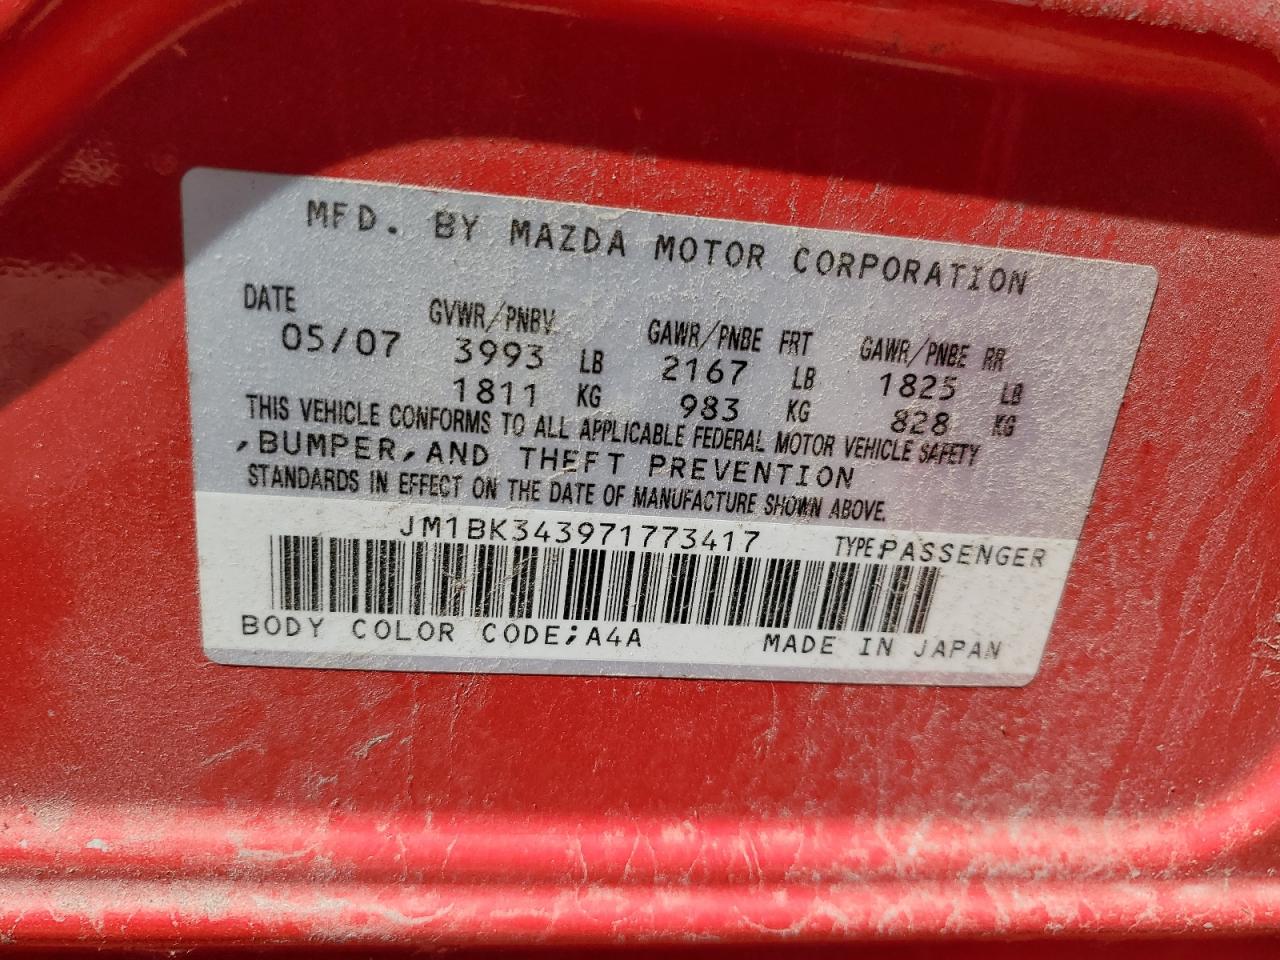 MFD. BY MAZDA MOTOR CORPORATION
DATE GVWR/PNBV GAWR/PNBE FRT GAWR/PNBE RR
05/07 3993 LB 2167 LB 1825 LB
1811 KG 983 KG 828 KG
THIS VEHICLE CONFORMS TO ALL APPLICABLE FEDERAL MOTOR VEHICLE SAFETY
,BUMPER,AND THEFT PREVENTION
STANDARDS IN EFFECT ON THE DATE OF MANUFACTURE SHOWN ABOVE.
JM1BK343971773417 TYPE:PASSENGER
BODY COLOR CODE;A4A MADE IN JAPAN